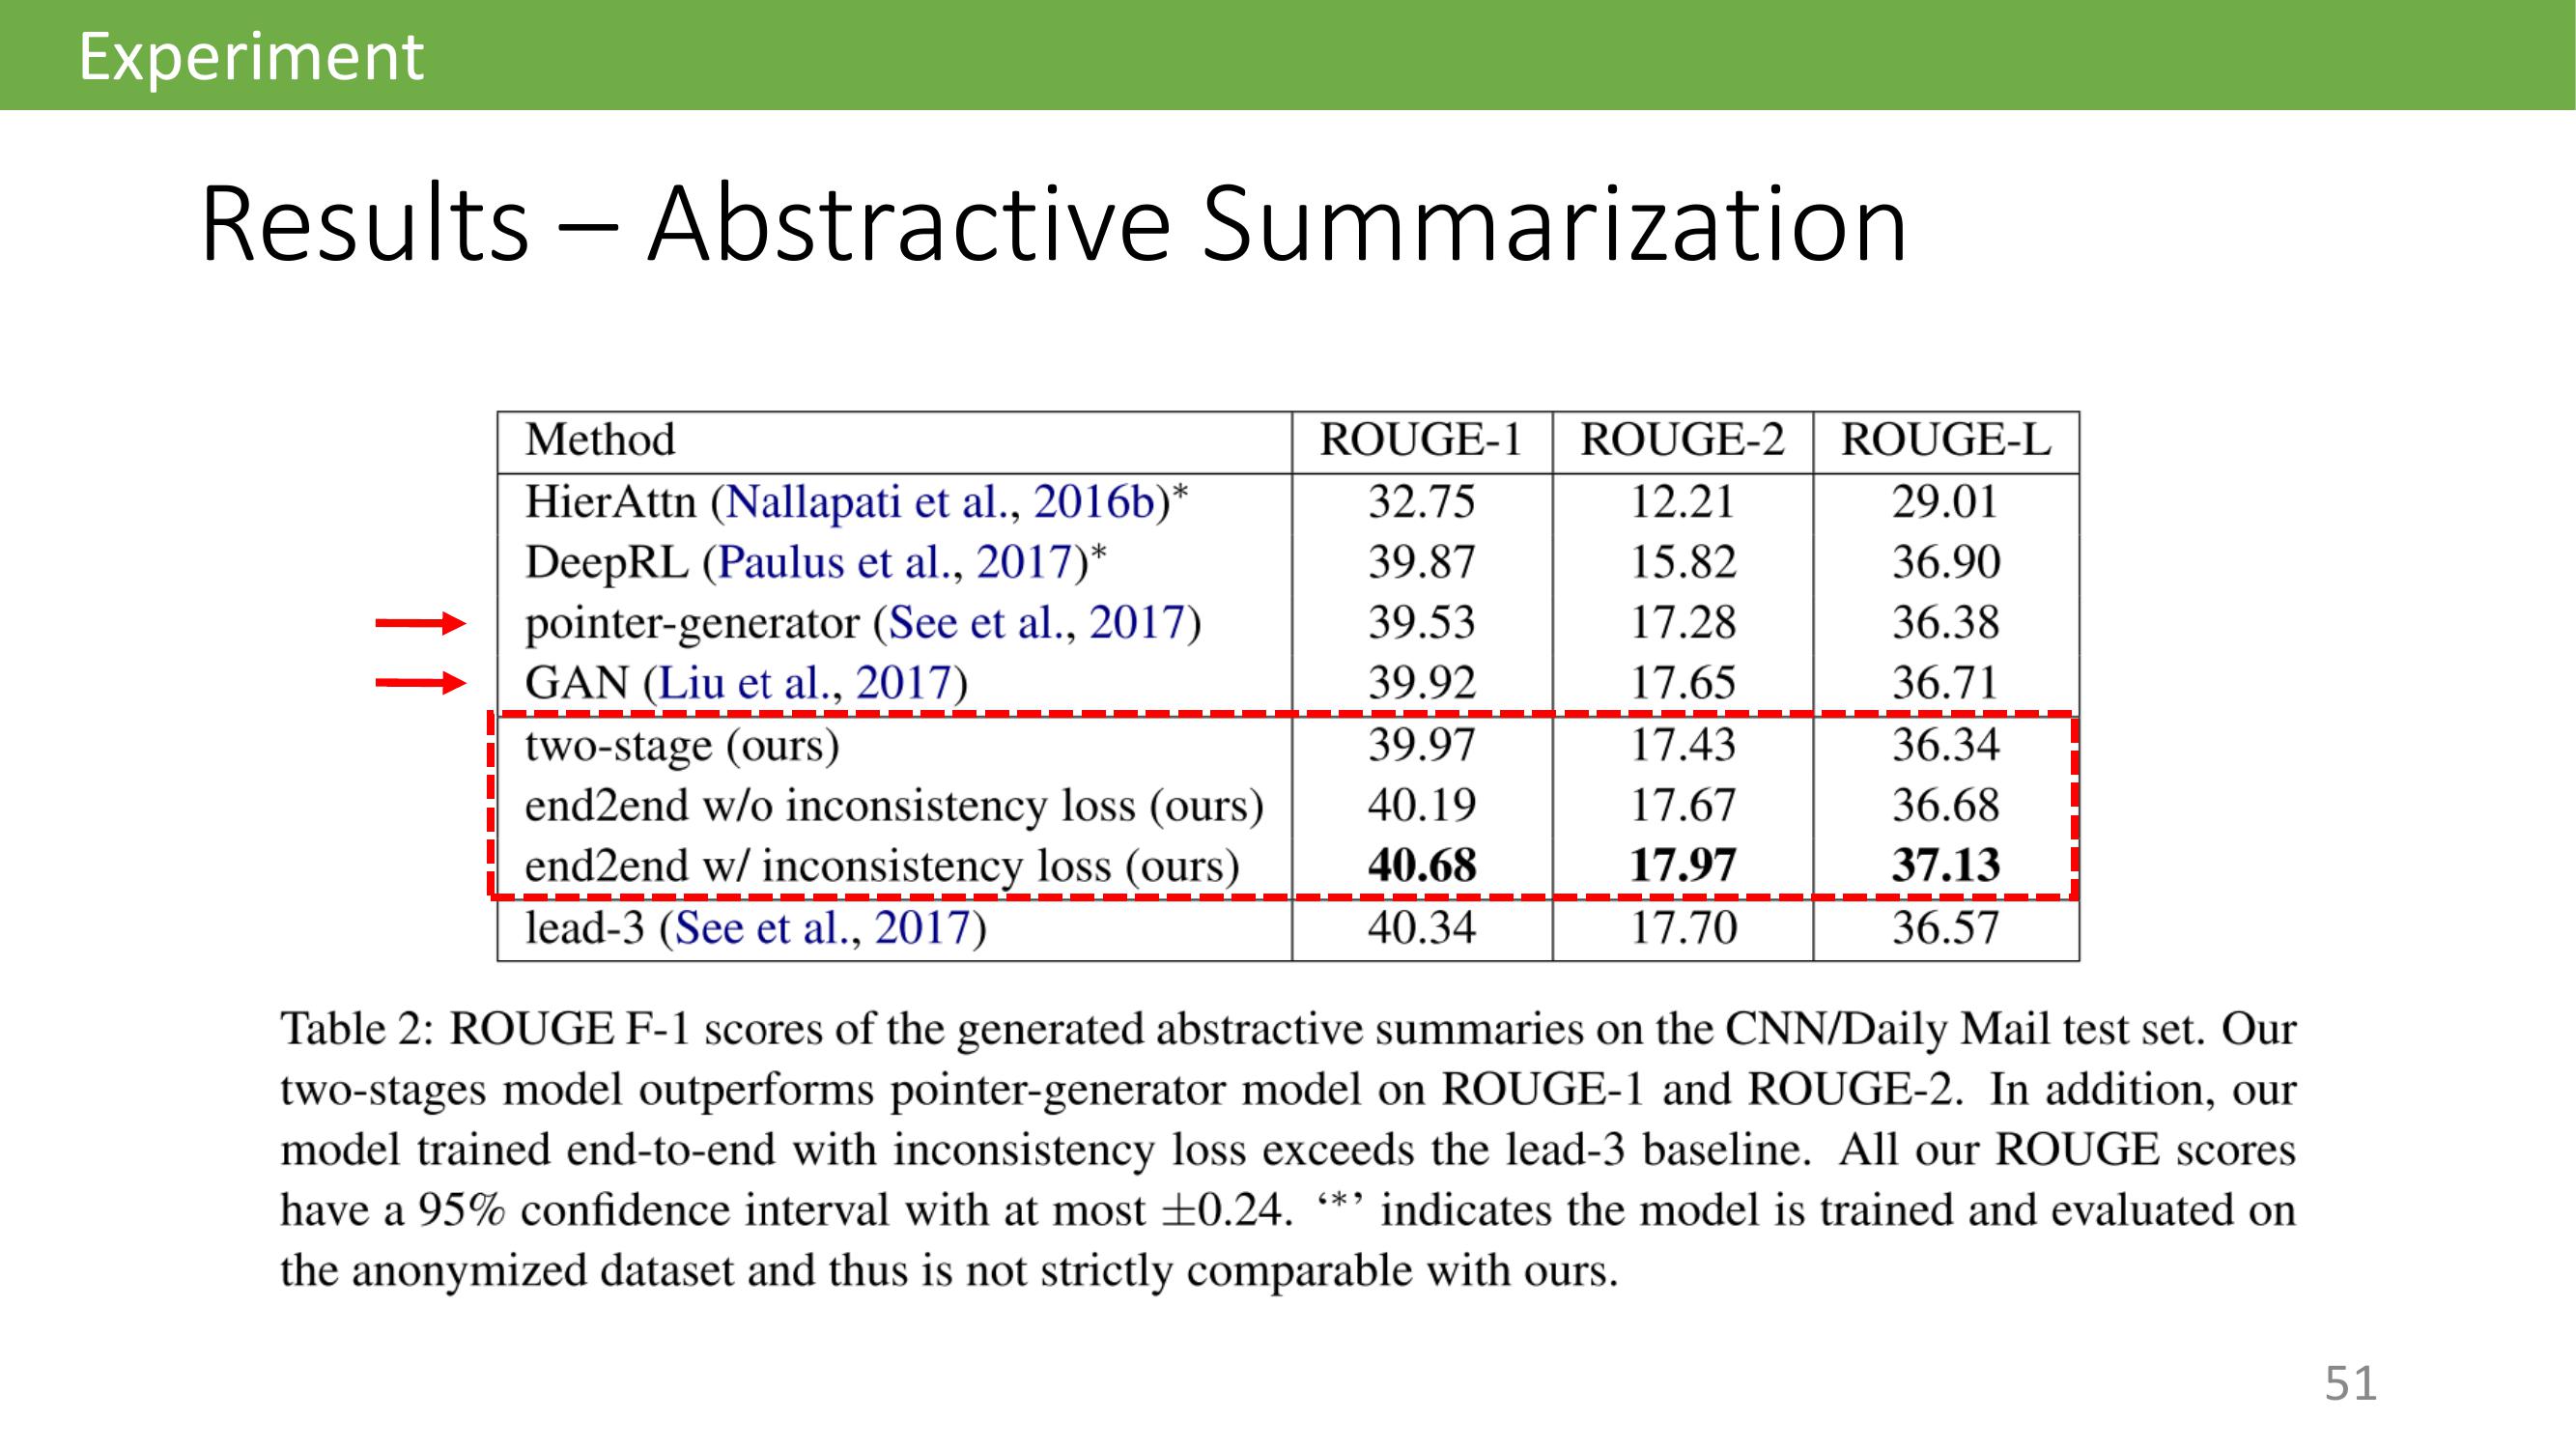 Experiment
Results – Abstractive Summarization
Method ROUGE-1 ROUGE-2 ROUGE-L
HierAttn (Nallapati et al., 2016b)* 32.75 12.21 29.01
DeepRL (Paulus et al., 2017)* 39.87 15.82 36.90
pointer-generator (See et al., 2017) 39.53 17.28 36.38
GAN (Liu et al., 2017) 39.92 17.65 36.71
two-stage (ours) 39.97 17.43 36.34
end2end w/o inconsistency loss (ours) 40.19 17.67 36.68
end2end w/ inconsistency loss (ours) 40.68 17.97 37.13
lead-3 (See et al., 2017) 40.34 17.70 36.57
Table 2: ROUGE F-1 scores of the generated abstractive summaries on the CNN/Daily Mail test set. Our
two-stages model outperforms pointer-generator model on ROUGE-1 and ROUGE-2. In addition, our
model trained end-to-end with inconsistency loss exceeds the lead-3 baseline. All our ROUGE scores
have a 95% confidence interval with at most ±0.24. ‘*’ indicates the model is trained and evaluated on
the anonymized dataset and thus is not strictly comparable with ours.
51